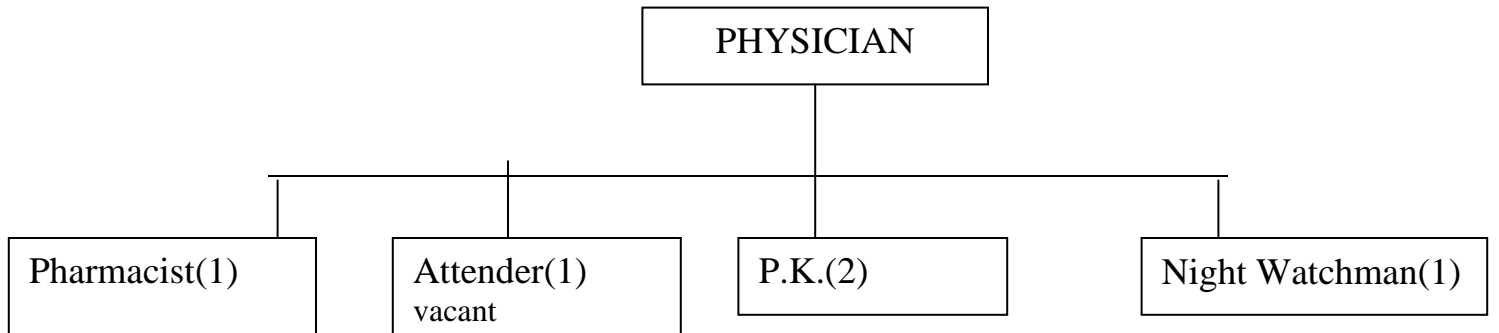 PHYSICIAN
Pharmacist(1)
Attender(1)
vacant
P.K.(2)
Night Watchman(1)